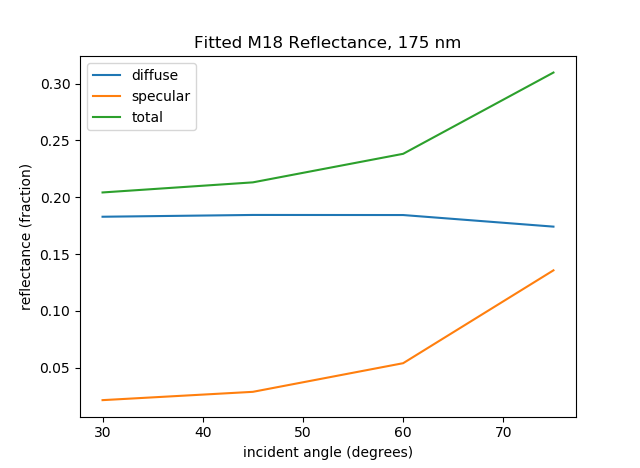 Fitted M18 Reflectance, 175 nm
diffuse
specular
total
0.30
0.25
0.20
0.15
0.10
0.05
reflectance (fraction)
30 40 50 60 70
incident angle (degrees)